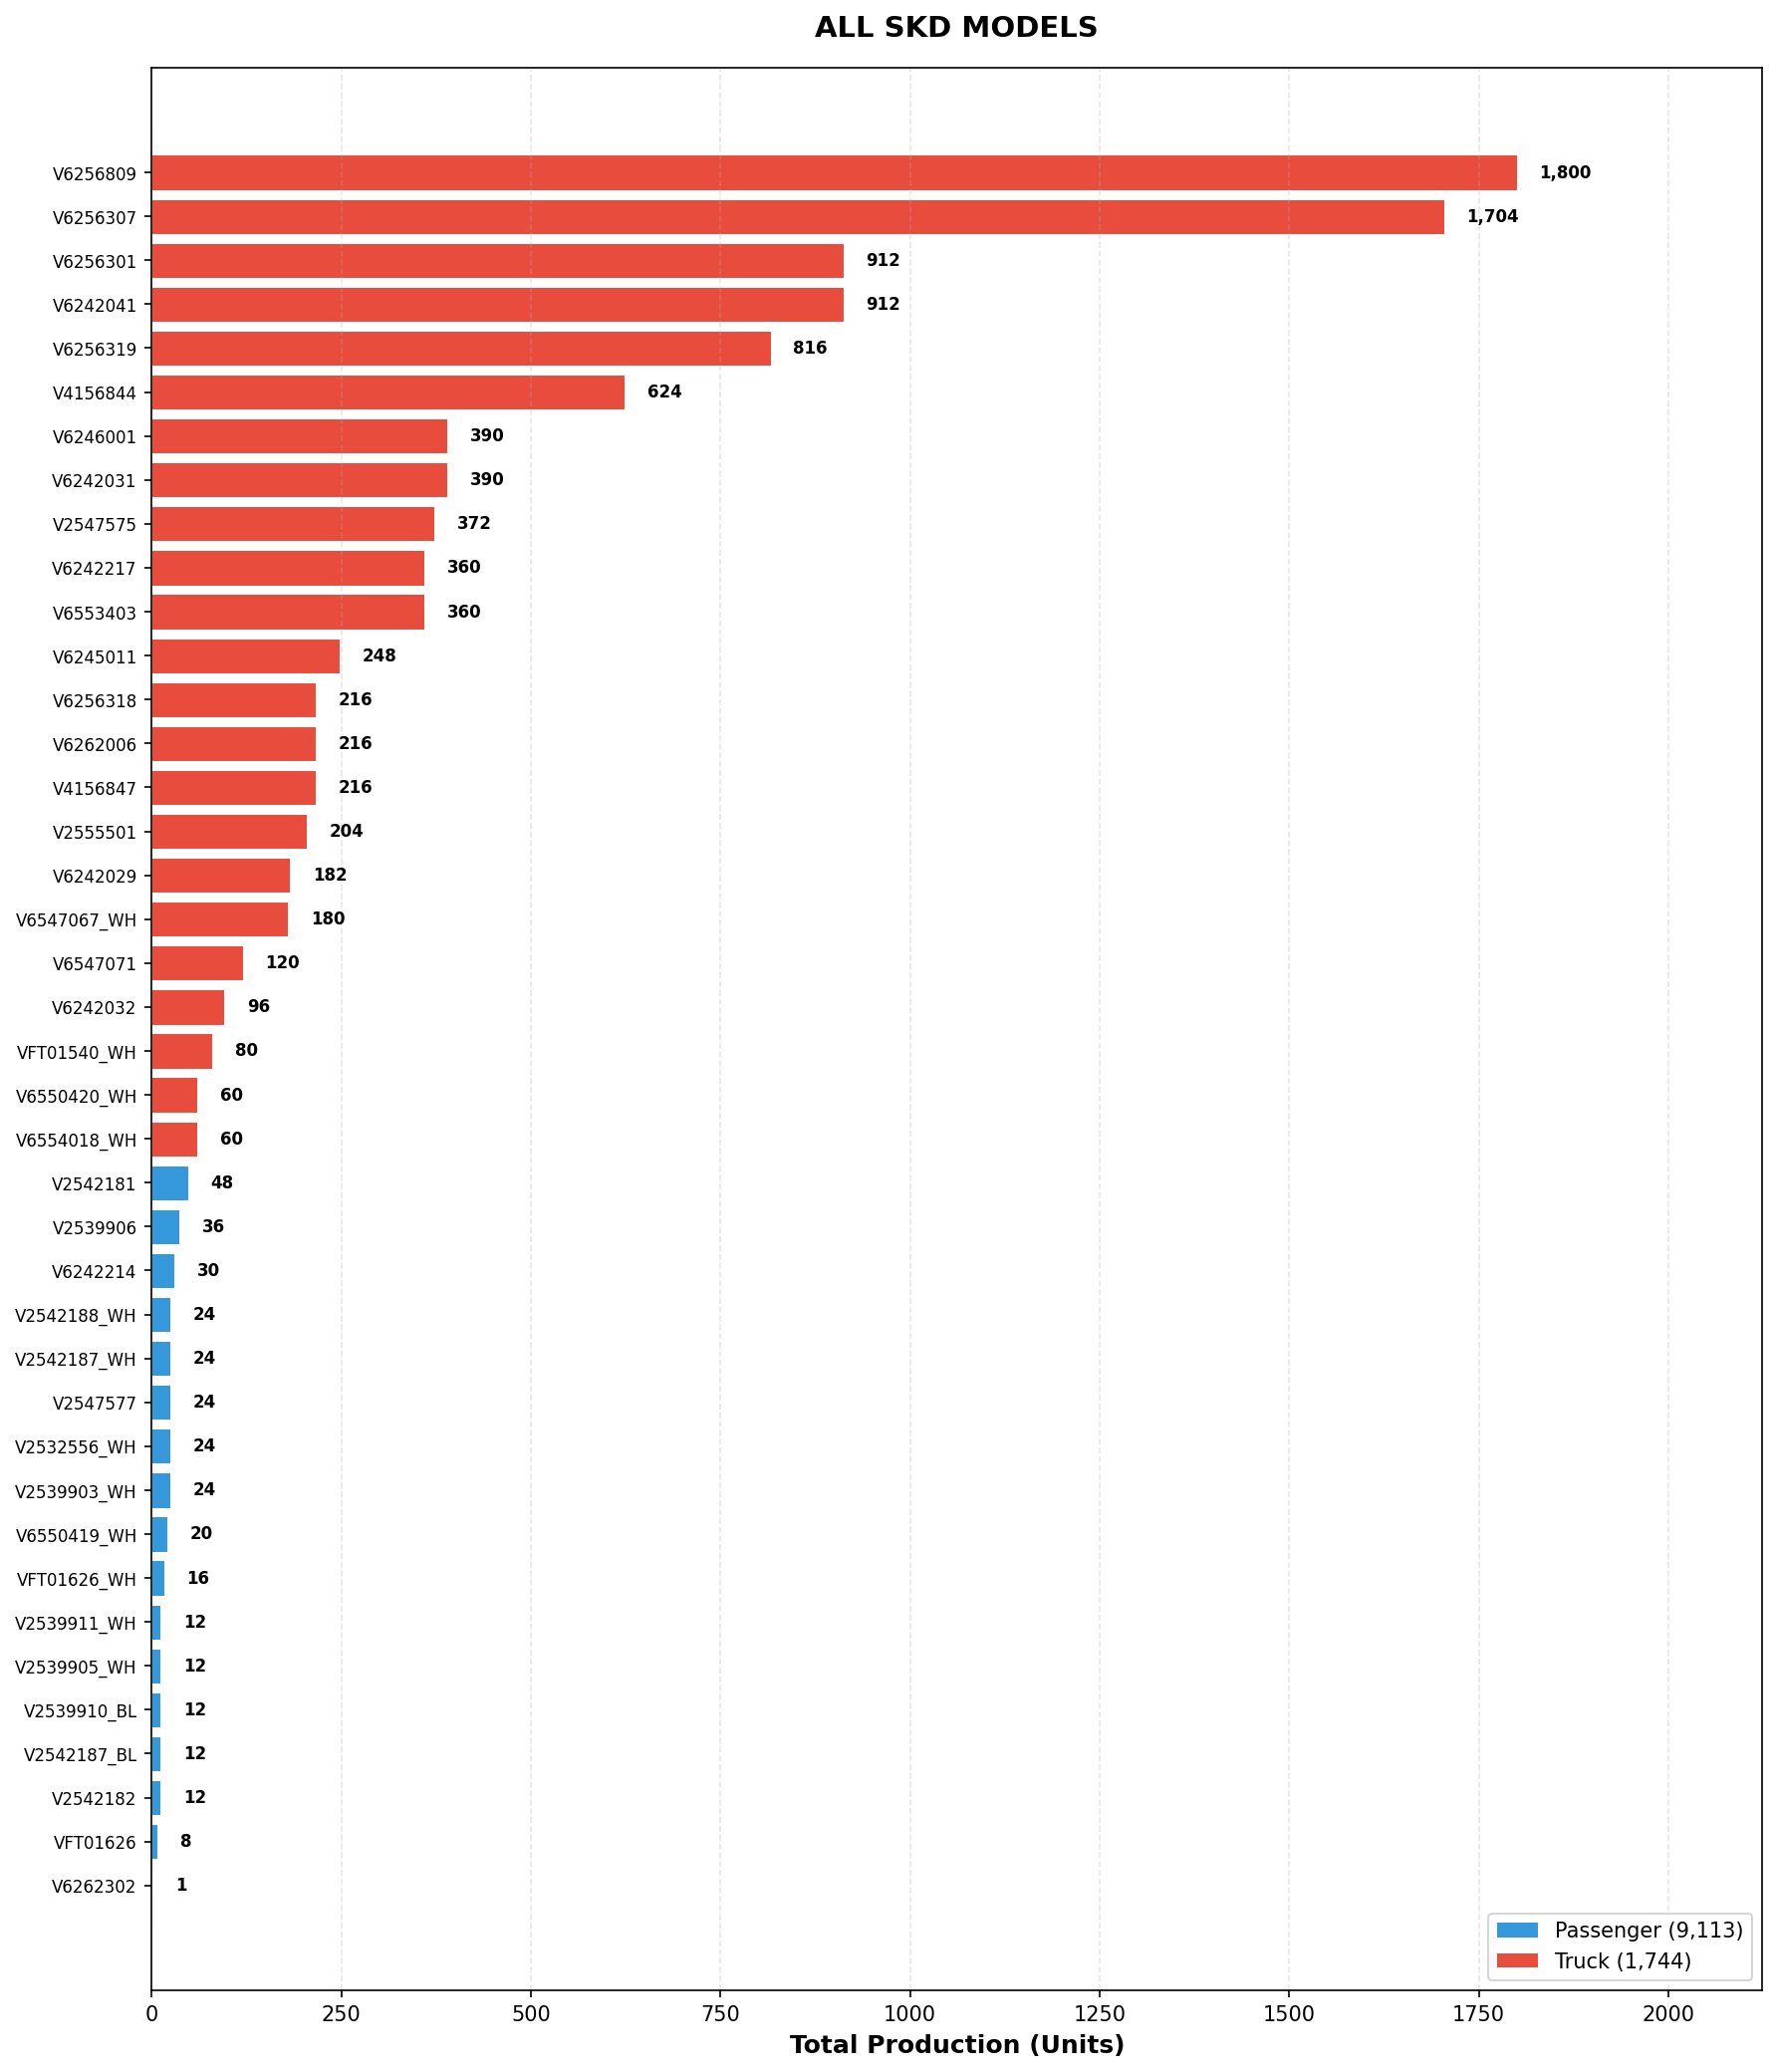 ALL SKD MODELS
V6256809 1,800
V6256307 1,704
V6256301 912
V6242041 912
V6256319 816
V4156844 624
V6246001 390
V6242031 390
V2547575 372
V6242217 360
V6553403 360
V6245011 248
V6256318 216
V6262006 216
V4156847 216
V2555501 204
V6242029 182
V6547067_WH 180
V6547071 120
V6242032 96
VFT01540_WH 80
V6550420_WH 60
V6554018_WH 60
V2542181 48
V2539906 36
V6242214 30
V2542188_WH 24
V2542187_WH 24
V2547577 24
V2532556_WH 24
V2539903_WH 24
V6550419_WH 20
VFT01626_WH 16
V2539911_WH 12
V2539905_WH 12
V2539910_BL 12
V2542187_BL 12
V2542182 12
VFT01626 8
V6262302 1
Passenger (9,113)
Truck (1,744)
0 250 500 750 1000 1250 1500 1750 2000
Total Production (Units)